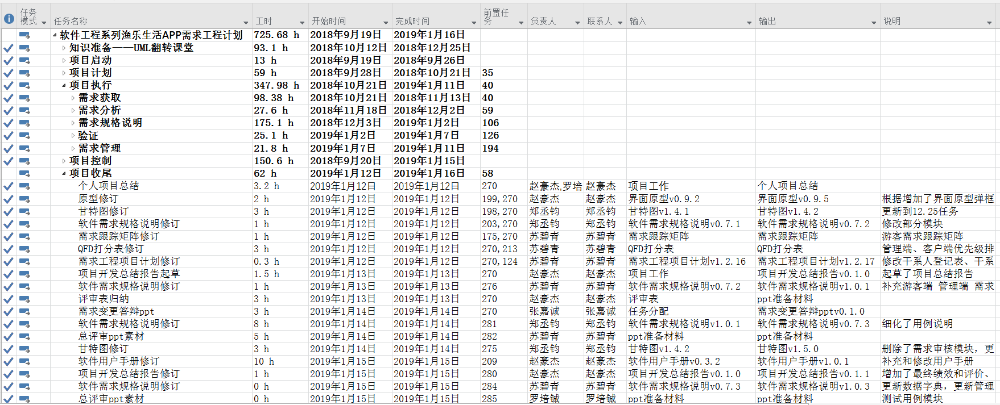 任务模式 任务名称 工时 开始时间 完成时间 前置任务 负责人 联系人 输入 输出 说明
软件工程系列渔乐生活APP需求工程计划 725.68 h 2018年9月19日 2019年1月16日
知识准备——UML翻转课堂 93.1 h 2018年10月12日 2018年12月25日
项目启动 13 h 2018年9月19日 2018年9月26日
项目计划 59 h 2018年9月28日 2018年10月21日 35
项目执行 347.98 h 2018年10月21日 2019年1月11日 40
需求获取 98.38 h 2018年10月21日 2018年11月13日 40
需求分析 27.6 h 2018年11月18日 2018年12月2日 59
需求规格说明 175.1 h 2018年12月3日 2019年1月2日 106
验证 25.1 h 2019年1月2日 2019年1月7日 126
需求管理 21.8 h 2019年1月7日 2019年1月11日 194
项目控制 150.6 h 2018年9月20日 2019年1月15日
项目收尾 62 h 2019年1月12日 2019年1月16日 58
个人项目总结 3.2 h 2019年1月12日 2019年1月12日 270 赵豪杰,罗培 赵豪杰 项目工作 个人项目总结
原型修订 2 h 2019年1月12日 2019年1月12日 199,270 赵豪杰 赵豪杰 界面原型v0.9.2 界面原型v0.9.5 根据增加了界面原型弹框
甘特图修订 3 h 2019年1月12日 2019年1月12日 198,270 郑丞钧 郑丞钧 甘特图v1.4.1 甘特图v1.4.2 更新到12.25任务
软件需求规格说明修订 1 h 2019年1月12日 2019年1月12日 203,270 郑丞钧 郑丞钧 软件需求规格说明v0.7.1 软件需求规格说明v0.7.2 修改部分模块
需求跟踪矩阵修订 1 h 2019年1月12日 2019年1月12日 175,270 苏碧青 苏碧青 需求跟踪矩阵 需求跟踪矩阵 游客需求跟踪矩阵
QFD打分表修订 3 h 2019年1月12日 2019年1月12日 270,213 苏碧青 苏碧青 QFD打分表 QFD打分表 管理端、客户端优先级排
需求工程项目计划修订 0.3 h 2019年1月12日 2019年1月12日 270,124 苏碧青 苏碧青 需求工程项目计划v1.2.16 需求工程项目计划v1.2.17 修改干系人登记表、干系
项目开发总结报告起草 1.5 h 2019年1月13日 2019年1月13日 270 赵豪杰 赵豪杰 项目工作 项目开发总结报告v0.1.0 起草了项目总结报告
软件需求规格说明修订 1 h 2019年1月13日 2019年1月13日 276 苏碧青 苏碧青 软件需求规格说明v0.7.2 软件需求规格说明v1.0.1 补充游客端 管理端 需求
评审表归纳 3 h 2019年1月13日 2019年1月13日 270 赵豪杰 赵豪杰 评审表 ppt准备材料
需求变更答辩ppt 3 h 2019年1月14日 2019年1月14日 270 张嘉诚 张嘉诚 任务分配 需求变更答辩pptv0.1.0
软件需求规格说明修订 8 h 2019年1月14日 2019年1月14日 281 郑丞钧 郑丞钧 软件需求规格说明v1.0.1 软件需求规格说明v0.7.3 细化了用例说明
总评审ppt素材 5 h 2019年1月14日 2019年1月14日 282 苏碧青 苏碧青 ppt准备材料 ppt准备材料
甘特图修订 3 h 2019年1月14日 2019年1月14日 275 郑丞钧 郑丞钧 甘特图v1.4.2 甘特图v1.5.0 删除了需求审核模块，更
软件用户手册修订 10 h 2019年1月15日 2019年1月15日 209 赵豪杰 赵豪杰 软件用户手册v0.3.2 软件用户手册v1.0.1 补充和修改用户手册
项目开发总结报告修订 1 h 2019年1月15日 2019年1月15日 280 赵豪杰 赵豪杰 项目开发总结报告v0.1.0 项目开发总结报告v0.1.1 增加了最终绩效和评价、
软件需求规格说明修订 0 h 2019年1月15日 2019年1月15日 284 苏碧青 苏碧青 软件需求规格说明v0.7.3 软件需求规格说明v1.0.3 更新数据字典，更新管理
总评审ppt素材 0 h 2019年1月15日 2019年1月15日 285 罗培铖 罗培铖 ppt准备材料 ppt准备材料 测试用例模块